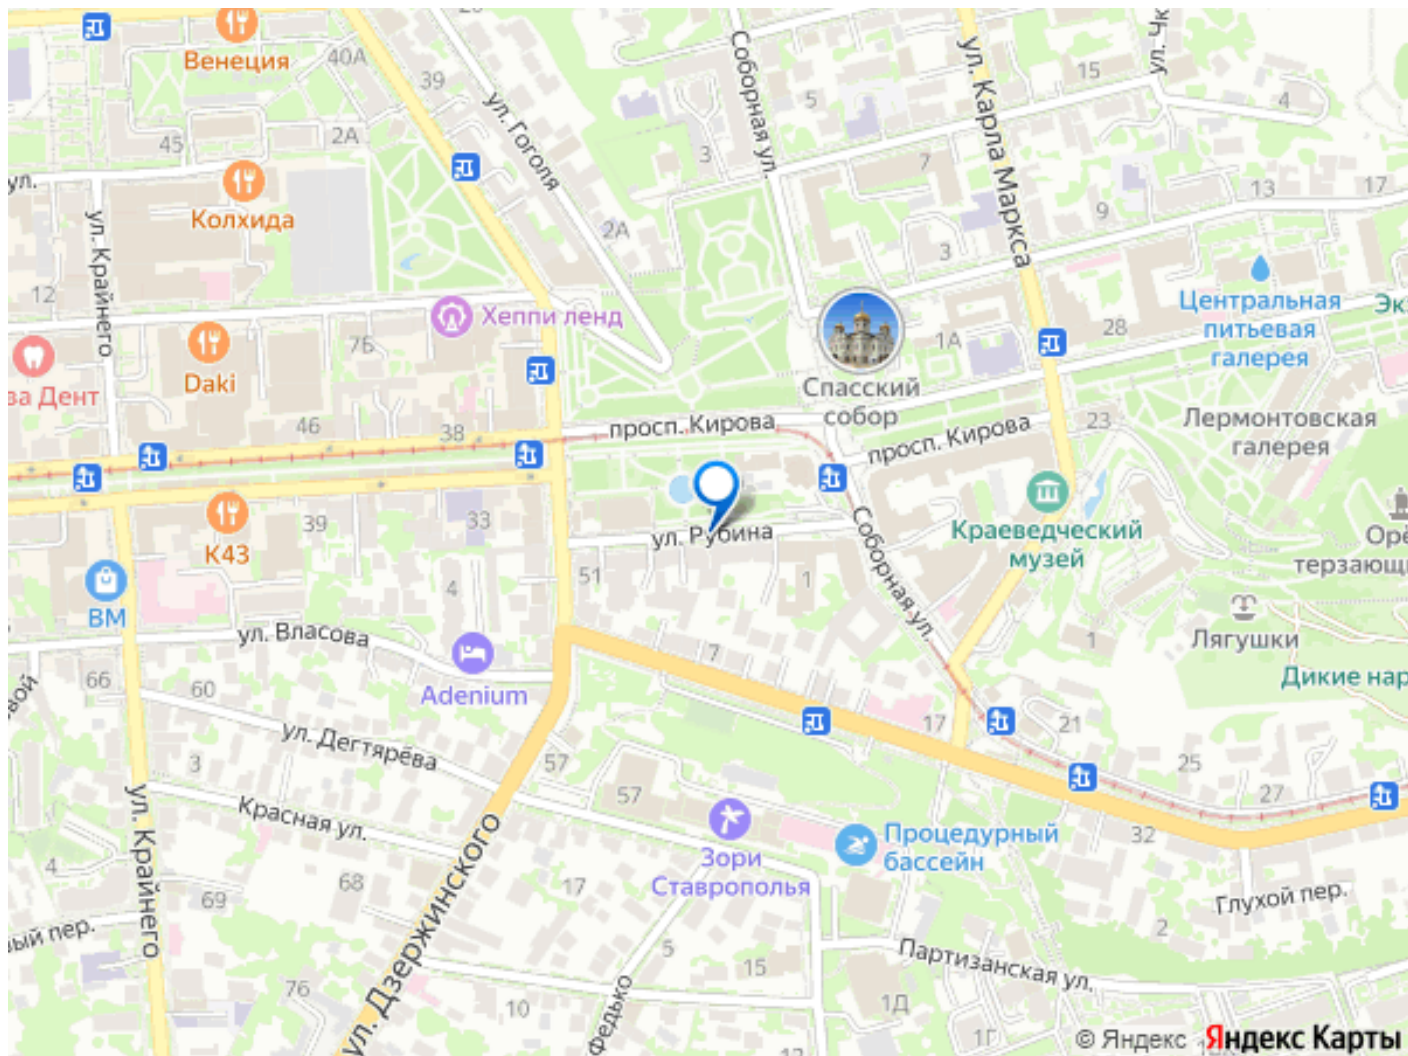 Венеция
40А
39
ул. Гоголя
Соборная ул.
5
ул. Карла Маркса
15
4
45
2А
3
7
13
17
ул.
Колхида
9
2А
ул. Крайнего
3
12
Хеппи ленд
Центральная
питьевая
галерея
28
7Б
1А
Daki
Дент
Спасский
собор
46
38
просп. Кирова
просп. Кирова
23
Лермонтовская
галерея
К43
39
33
ул. Рубина
Соборная ул.
Краеведческий
музей
51
4
1
ВМ
ул. Власова
7
1
Лягушки
Adenium
66
60
Дикие
17
21
ул. Дегтярёва
3
57
57
25
27
ул. Крайнего
Красная ул.
ул. Дзержинского
Зори
Ставрополья
Процедурный
бассейн
32
4
68
17
69
Глухой пер.
2
пер.
5
15
Партизанская ул.
76
10
Федько
1Д
1Г
© Яндекс Яндекс Карты